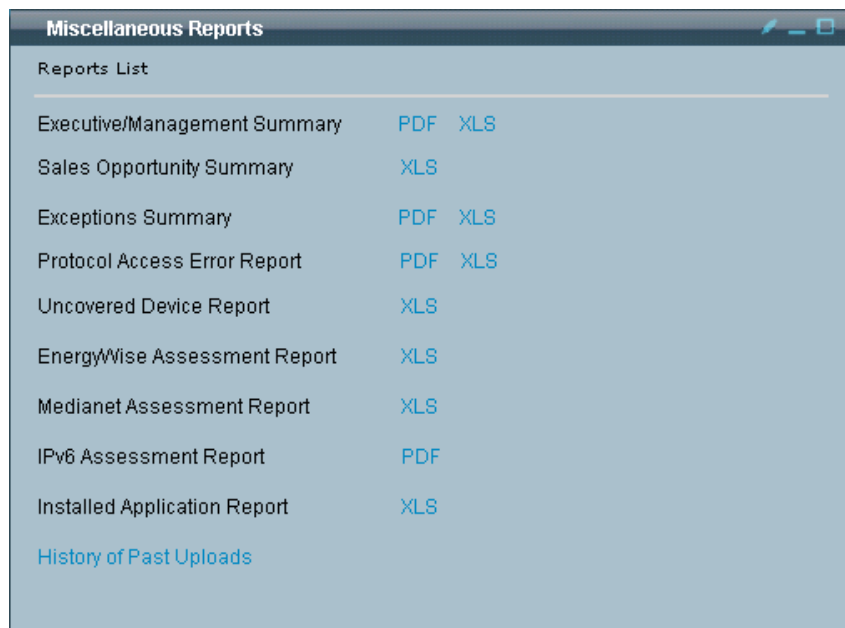 Miscellaneous Reports
Reports List
Executive/Management Summary PDF XLS
Sales Opportunity Summary XLS
Exceptions Summary PDF XLS
Protocol Access Error Report PDF XLS
Uncovered Device Report XLS
EnergyWise Assessment Report XLS
Medianet Assessment Report XLS
IPv6 Assessment Report PDF
Installed Application Report XLS
History of Past Uploads